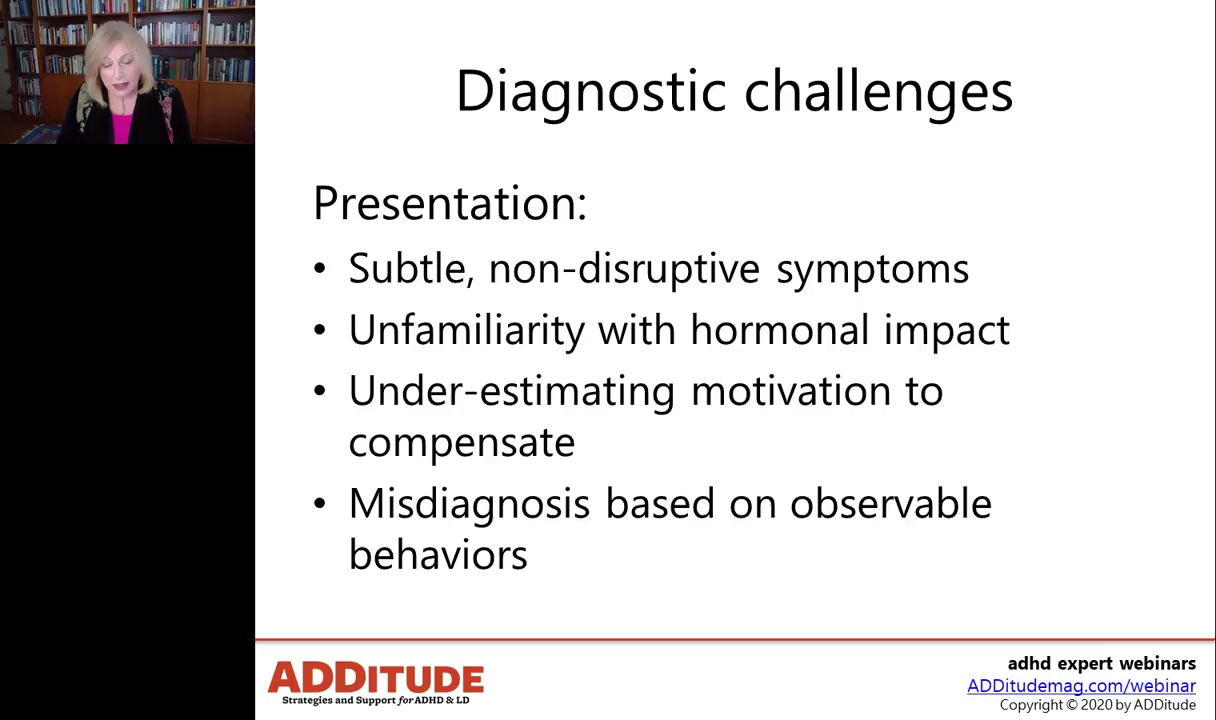 Diagnostic challenges
Presentation:
• Subtle, non-disruptive symptoms
• Unfamiliarity with hormonal impact
• Under-estimating motivation to
compensate
• Misdiagnosis based on observable
behaviors
ADDITUDE
Strategies and Support for ADHD & LD
adhd expert webinars
ADDitudemag.com/webinar
Copyright © 2020 by ADDitude